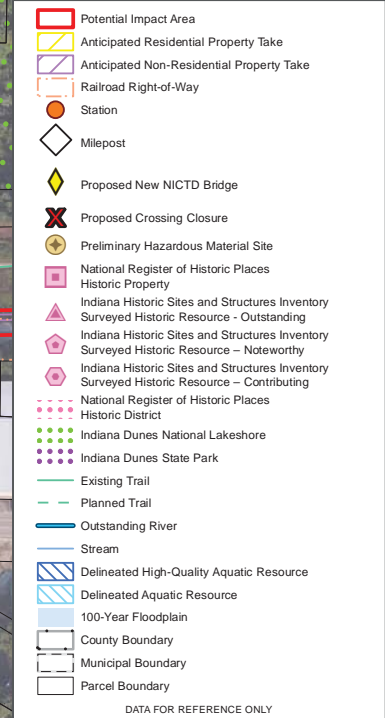 Potential Impact Area
Anticipated Residential Property Take
Anticipated Non-Residential Property Take
Railroad Right-of-Way
Station
Milepost
Proposed New NICTD Bridge
Proposed Crossing Closure
Preliminary Hazardous Material Site
National Register of Historic Places
Historic Property
Indiana Historic Sites and Structures Inventory
Surveyed Historic Resource - Outstanding
Indiana Historic Sites and Structures Inventory
Surveyed Historic Resource – Noteworthy
Indiana Historic Sites and Structures Inventory
Surveyed Historic Resource – Contributing
National Register of Historic Places
Historic District
Indiana Dunes National Lakeshore
Indiana Dunes State Park
Existing Trail
Planned Trail
Outstanding River
Stream
Delineated High-Quality Aquatic Resource
Delineated Aquatic Resource
100-Year Floodplain
County Boundary
Municipal Boundary
Parcel Boundary
DATA FOR REFERENCE ONLY